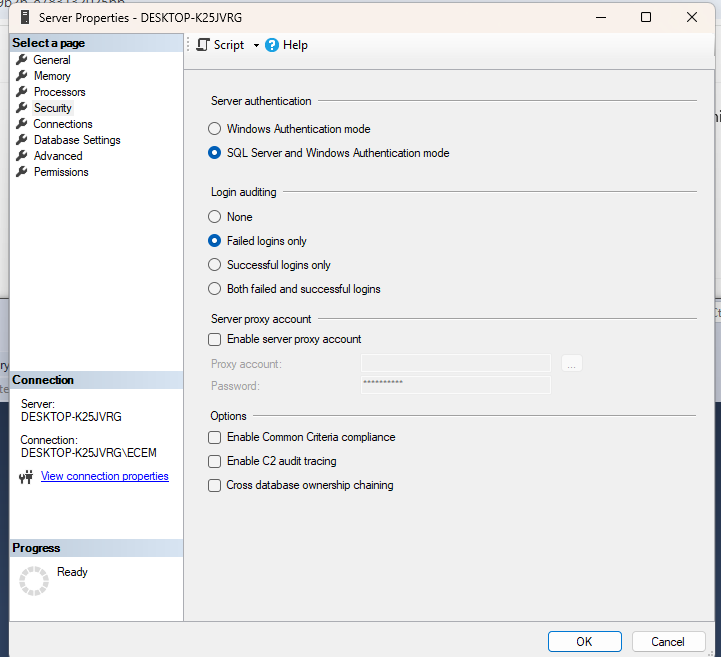 Server Properties - DESKTOP-K25JVRG
Select a page
General
Memory
Processors
Security
Connections
Database Settings
Advanced
Permissions
Connection
Server:
DESKTOP-K25JVRG
Connection:
DESKTOP-K25JVRG\ECEM
View connection properties
Progress
Ready
Script
Help
Server authentication
Windows Authentication mode
SQL Server and Windows Authentication mode
Login auditing
None
Failed logins only
Successful logins only
Both failed and successful logins
Server proxy account
Enable server proxy account
Proxy account:
...
Password:
**********
Options
Enable Common Criteria compliance
Enable C2 audit tracing
Cross database ownership chaining
OK
Cancel